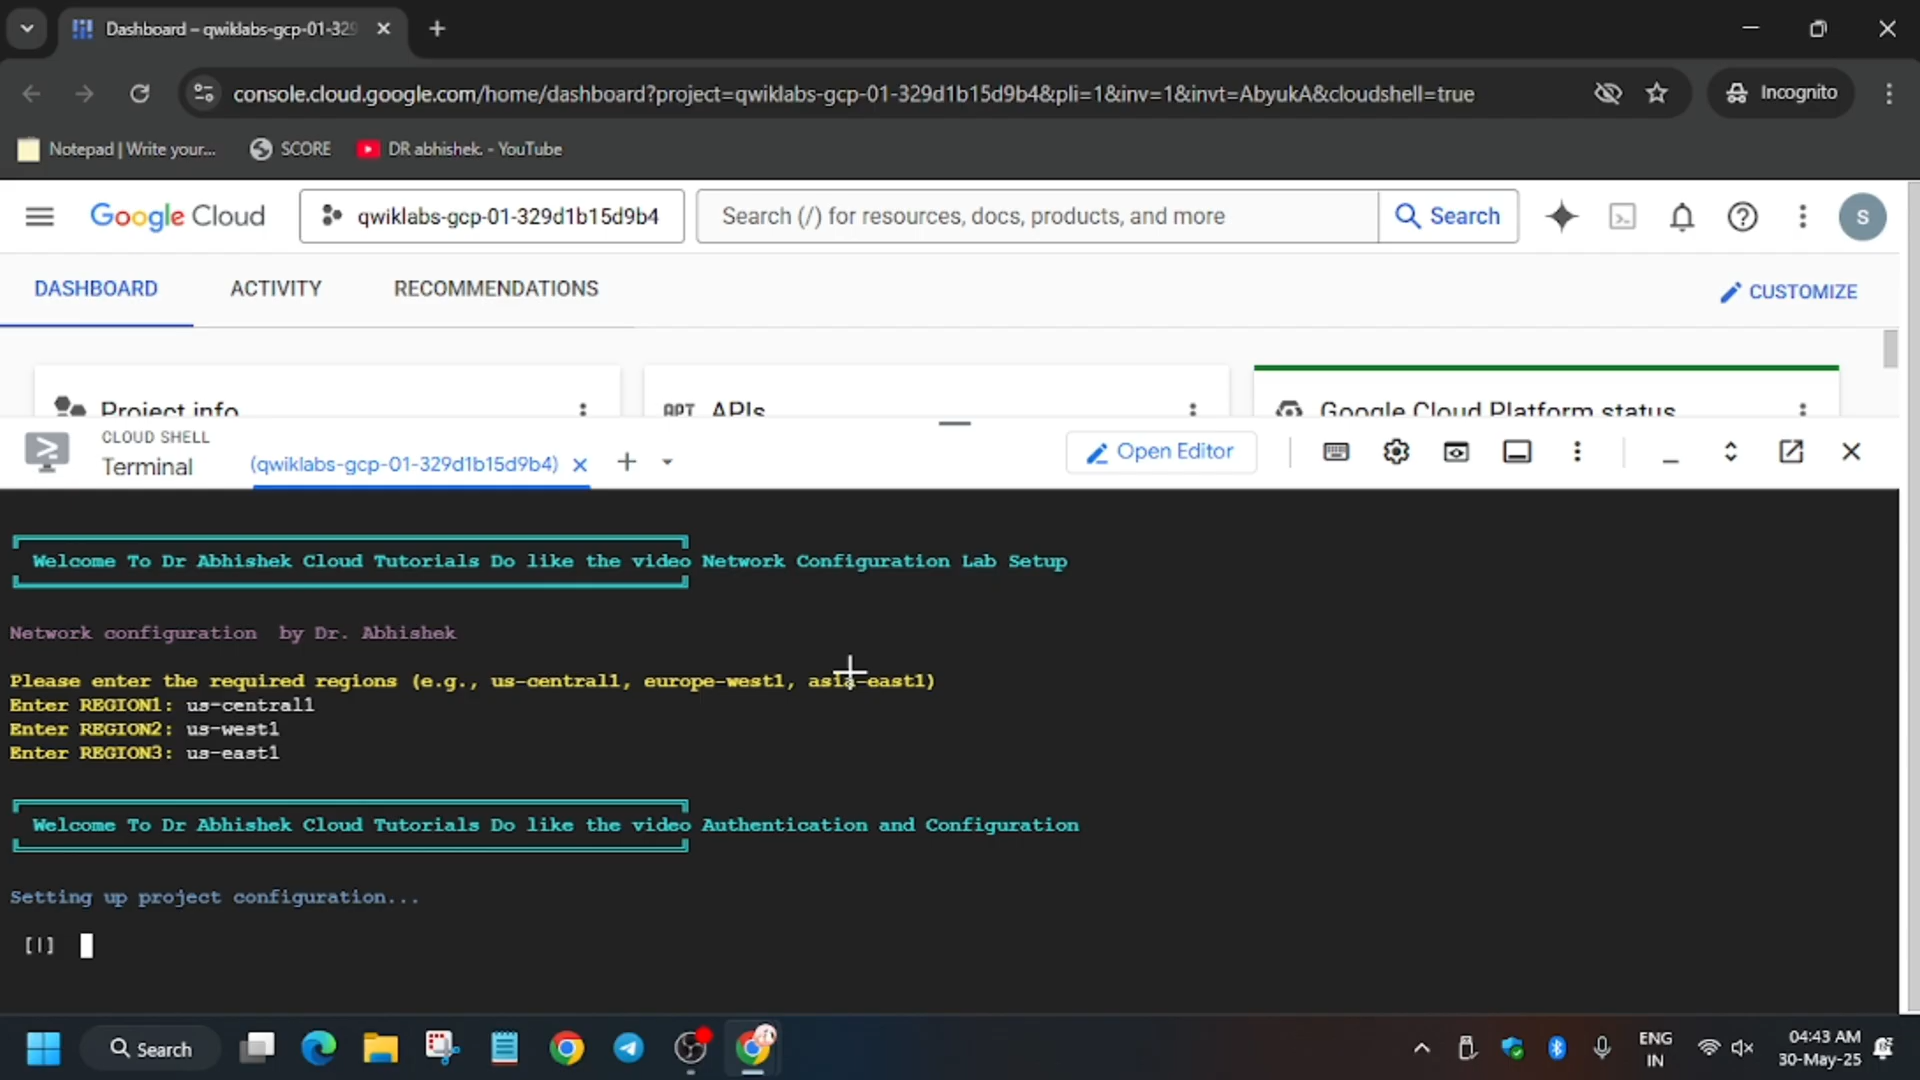 Dashboard – qwiklabs-gcp-01-329
console.cloud.google.com/home/dashboard?project=qwiklabs-gcp-01-329d1b15d9b4&pli=1&inv=1&invt=AbyukA&cloudshell=true
Incognito
Notepad | Write your...
SCORE
DR abhishek. - YouTube
Google Cloud
qwiklabs-gcp-01-329d1b15d9b4
Search (/) for resources, docs, products, and more
Search
S
DASHBOARD
ACTIVITY
RECOMMENDATIONS
CUSTOMIZE
Project info
API APIs
Google Cloud Platform status
CLOUD SHELL
Terminal
(qwiklabs-gcp-01-329d1b15d9b4)
Open Editor
Welcome To Dr Abhishek Cloud Tutorials Do like the video Network Configuration Lab Setup
Network configuration  by Dr. Abhishek
Please enter the required regions (e.g., us-central1, europe-west1, asia-east1)
Enter REGION1: us-central1
Enter REGION2: us-west1
Enter REGION3: us-east1
Welcome To Dr Abhishek Cloud Tutorials Do like the video Authentication and Configuration
Setting up project configuration...
[|]
Search
ENG
IN
04:43 AM
30-May-25